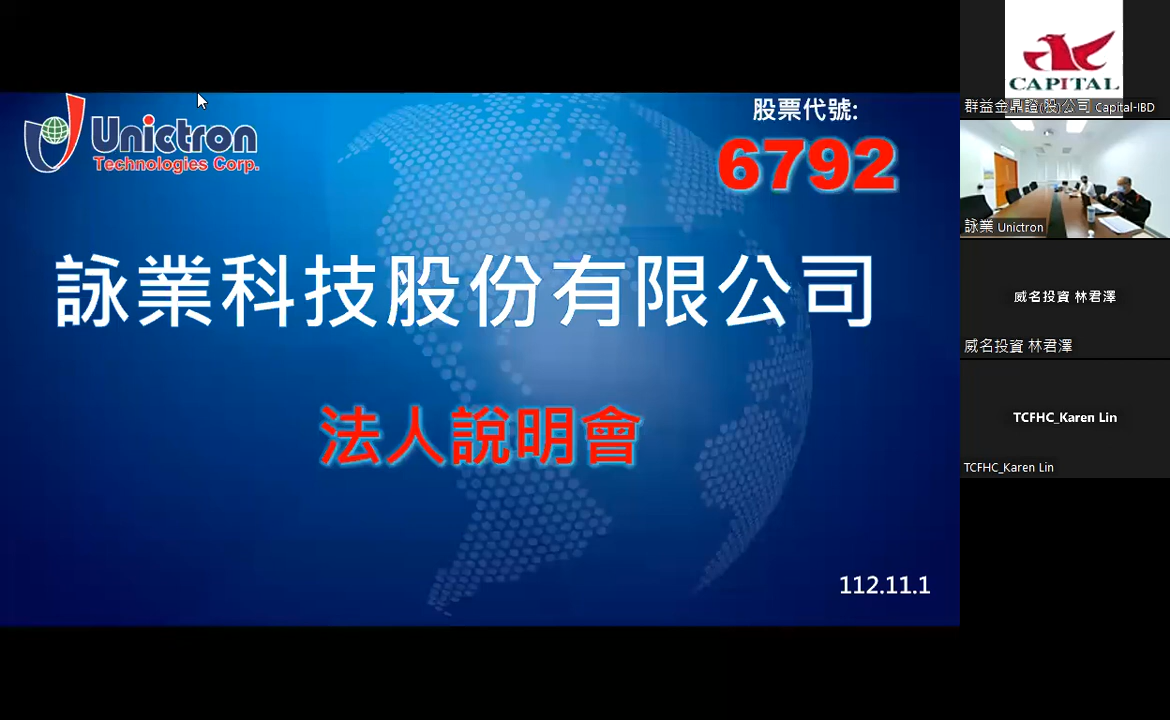 Unictron
Technologies Corp.
股票代號:
6792
詠業科技股份有限公司
法人說明會
112.11.1
CAPITAL
群益金鼎證(股)公司 Capital-IBD
詠業 Unictron
威名投資 林君澤
威名投資 林君澤
TCFHC_Karen Lin
TCFHC_Karen Lin